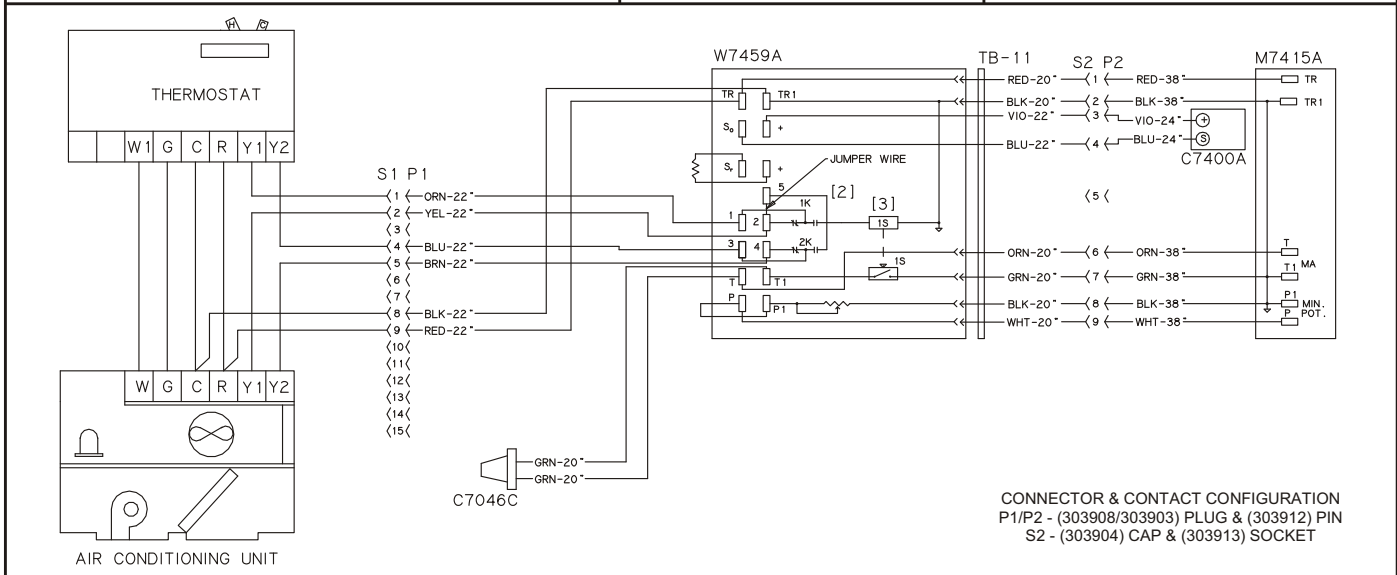 H C
THERMOSTAT
W1 G C R Y1 Y2
S1 P1
1 ORN-22"
2 YEL-22"
3
4 BLU-22"
5 BRN-22"
6
7
8 BLK-22"
9 RED-22"
10
11
12
13
14
15
W G C R Y1 Y2
AIR CONDITIONING UNIT
GRN-20"
GRN-20"
C7046C
W7459A
TR TR1
So +
+
JUMPER WIRE
5 [2]
1K [3]
1 2 1S
2K
3 4
1S
T T1
P P1
TB-11 S2 P2
RED-20" 1 RED-38"
BLK-20" 2 BLK-38"
VIO-22" 3 VIO-24" +
BLU-22" 4 BLU-24" S
C7400A
5
ORN-20" 6 ORN-38"
GRN-20" 7 GRN-38"
BLK-20" 8 BLK-38"
WHT-20" 9 WHT-38"
M7415A
TR
TR1
T
T1 MA
P1 MIN.
P POT.
CONNECTOR & CONTACT CONFIGURATION
P1/P2 - (303908/303903) PLUG & (303912) PIN
S2 - (303904) CAP & (303913) SOCKET